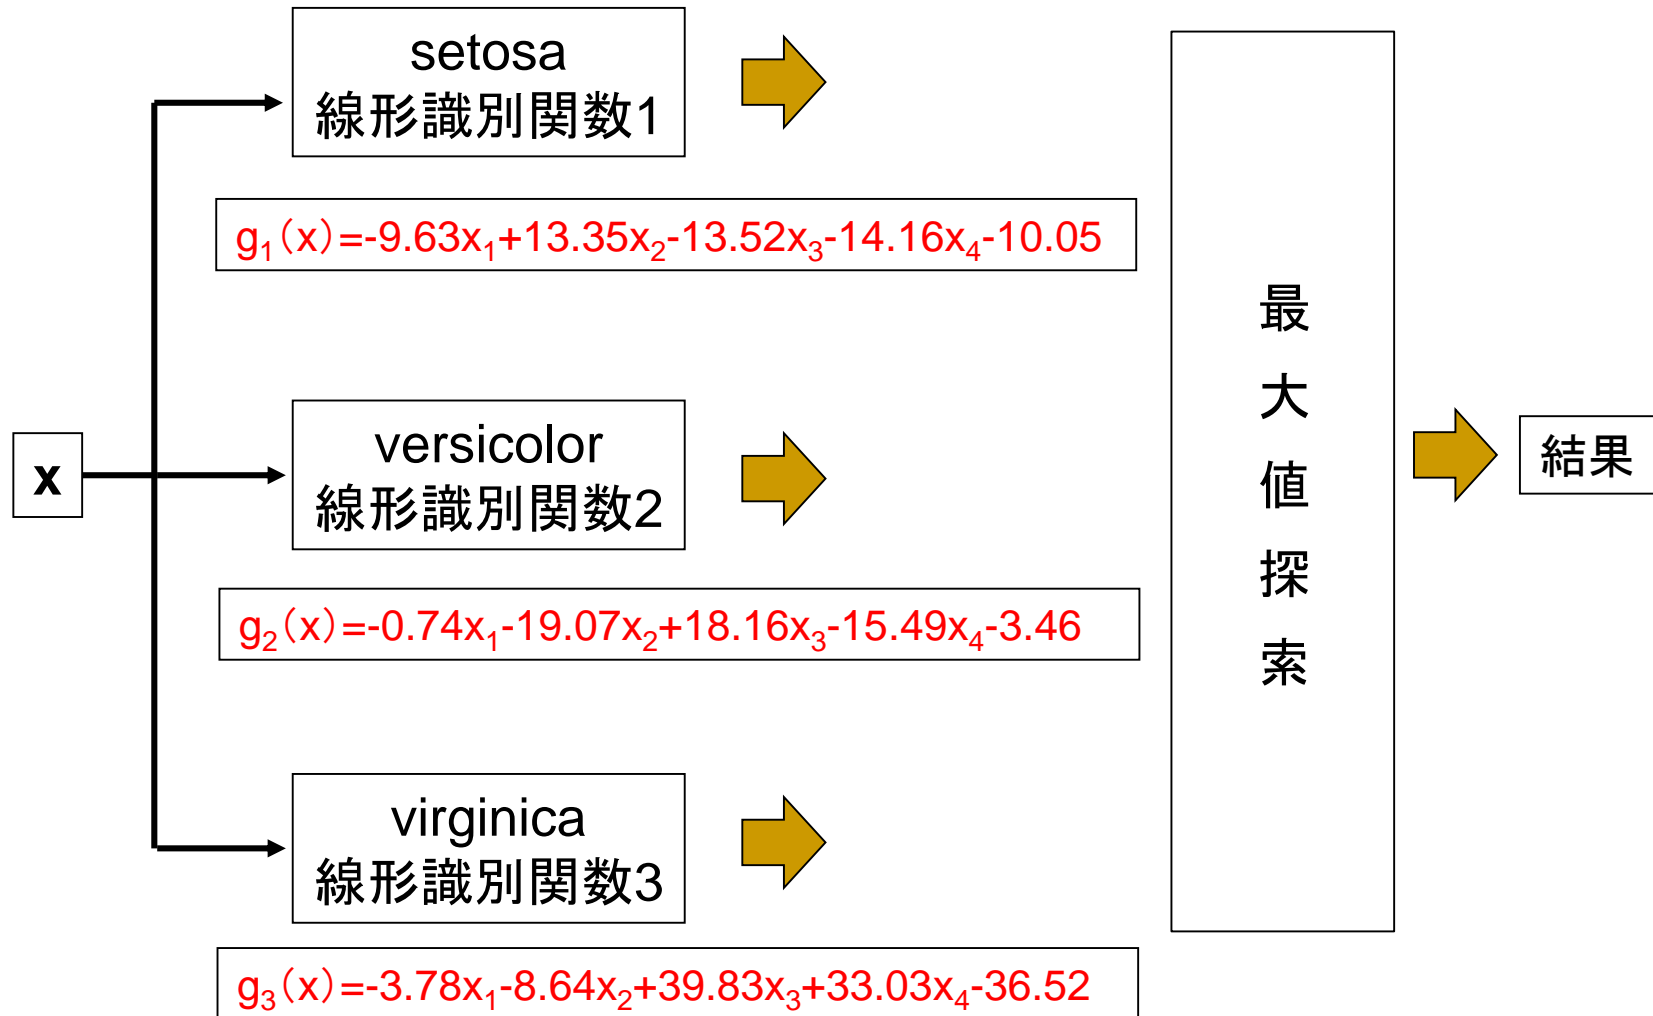 setosa
線形識別関数1
g₁(x)=-9.63x₁+13.35x₂-13.52x₃-14.16x₄-10.05
x
versicolor
線形識別関数2
g₂(x)=-0.74x₁-19.07x₂+18.16x₃-15.49x₄-3.46
virginica
線形識別関数3
g₃(x)=-3.78x₁-8.64x₂+39.83x₃+33.03x₄-36.52
最大値探索
結果